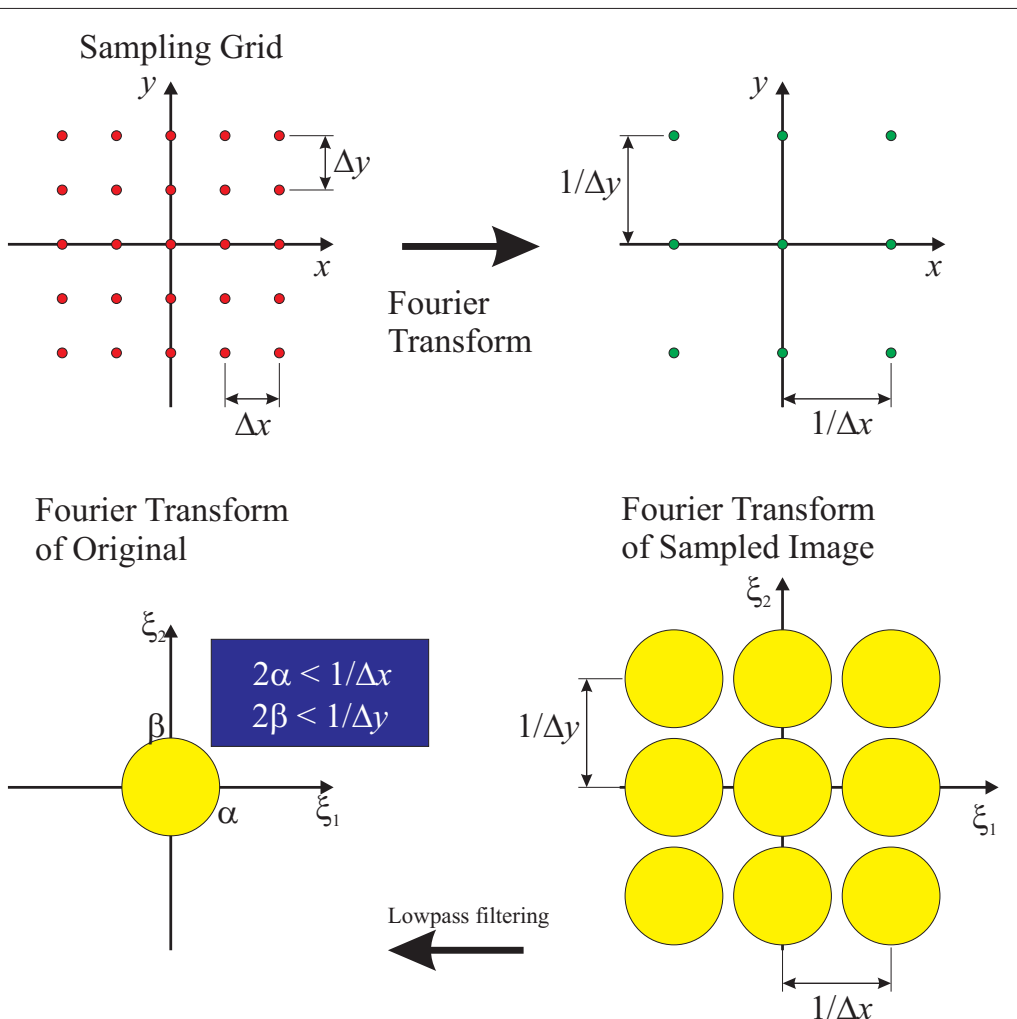 Sampling Grid
y
Δy
x
Δx
Fourier
Transform
y
1/Δy
x
1/Δx
Fourier Transform
of Original
ξ2
2α < 1/Δx
2β < 1/Δy
β
α
ξ1
Lowpass filtering
Fourier Transform
of Sampled Image
ξ2
1/Δy
ξ1
1/Δx